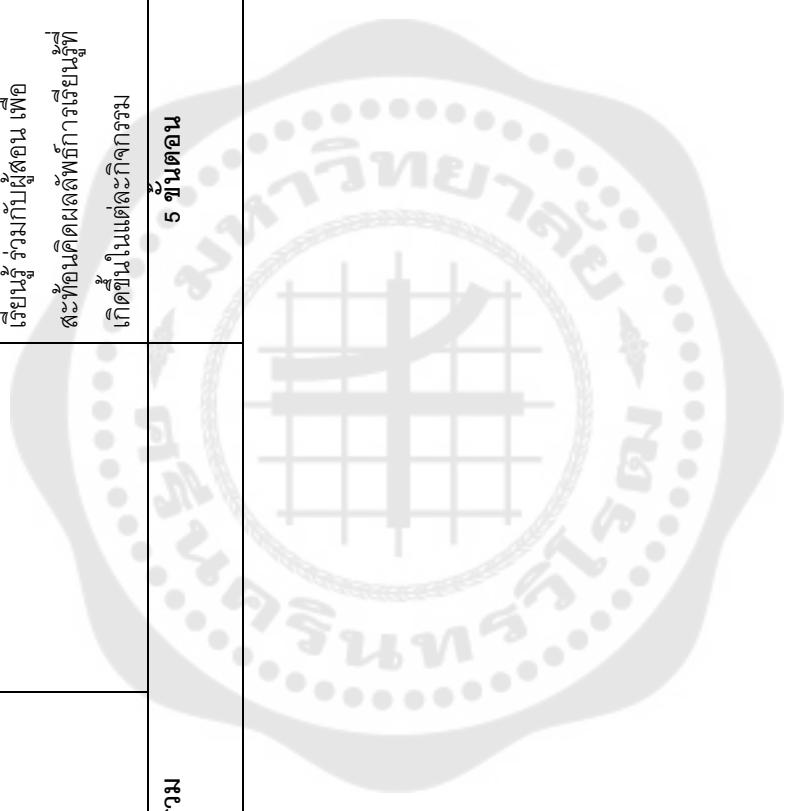 เรียนรู้ ร่วมกับผู้สอน เพื่อ
สะท้อนคิดผลลัพธ์การเรียนรู้ที่
เกิดขึ้นในแต่ละกิจกรรม
รวม
5 ขั้นตอน
มหาวิทยาลัย
ศรีนครินทรวิโรฒ